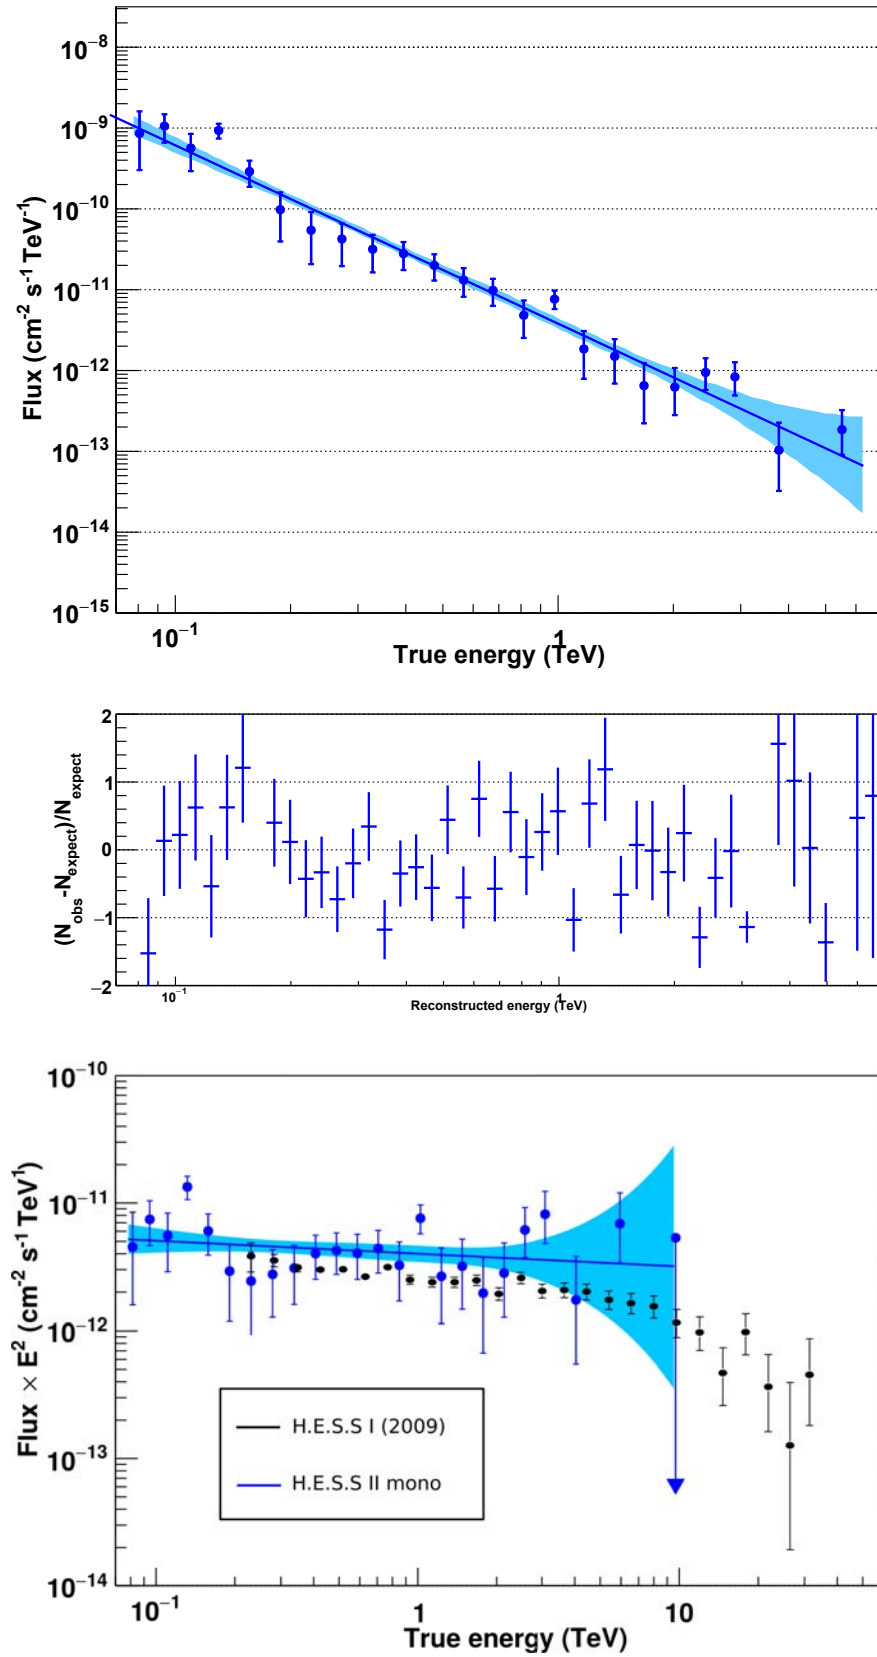 10⁻⁸
10⁻⁹
10⁻¹⁰
10⁻¹¹
10⁻¹²
10⁻¹³
10⁻¹⁴
10⁻¹⁵
Flux (cm⁻² s⁻¹ TeV⁻¹)
10⁻¹ 1
True energy (TeV)
2
1
0
−1
−2
(N_obs -N_expect)/N_expect
10⁻¹ 1
Reconstructed energy (TeV)
10⁻¹⁰
10⁻¹¹
10⁻¹²
10⁻¹³
10⁻¹⁴
Flux × E² (cm⁻² s⁻¹ TeV¹)
H.E.S.S I (2009)
H.E.S.S II mono
10⁻¹ 1 10
True energy (TeV)